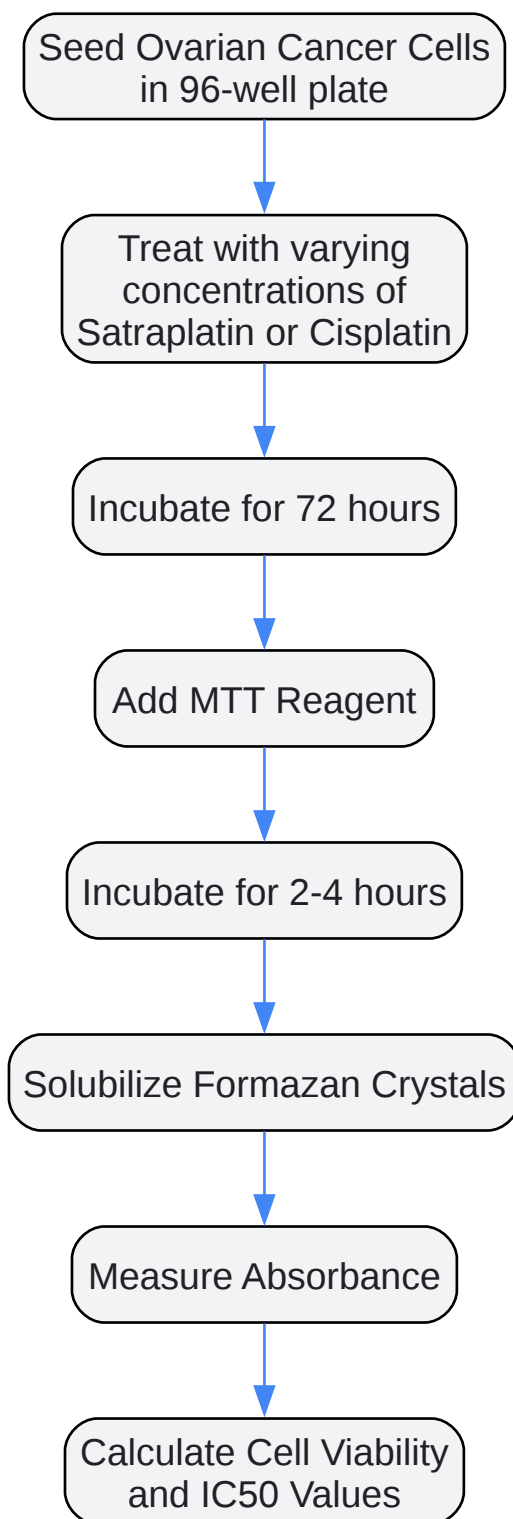 Seed Ovarian Cancer Cells
in 96-well plate
Treat with varying
concentrations of
Satraplatin or Cisplatin
Incubate for 72 hours
Add MTT Reagent
Incubate for 2-4 hours
Solubilize Formazan Crystals
Measure Absorbance
Calculate Cell Viability
and IC50 Values